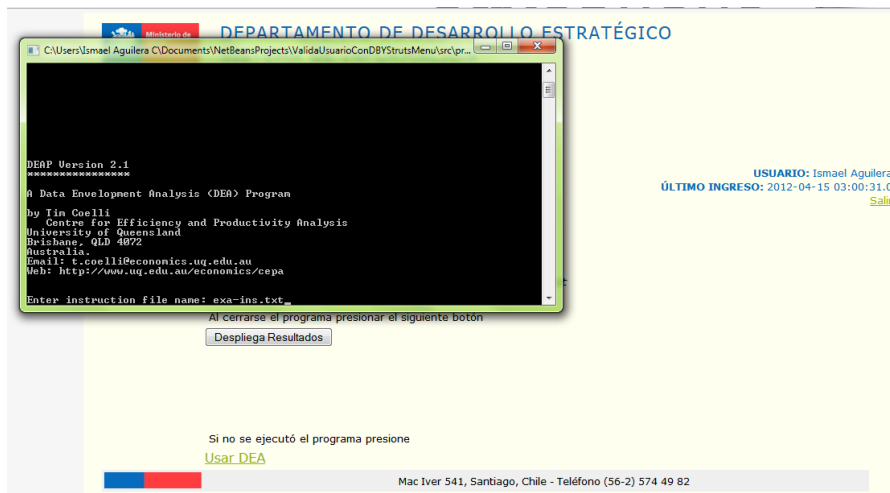 Ministerio de
DEPARTAMENTO DE DESARROLLO ESTRATÉGICO
C:\Users\Ismael Aguilera C\Documents\NetBeansProjects\ValidaUsuarioConDBYStrutsMenu\src\pr...
DEAP Version 2.1
****************
A Data Envelopment Analysis (DEA) Program
by Tim Coelli
Centre for Efficiency and Productivity Analysis
University of Queensland
Brisbane, QLD 4072
Australia.
Email: t.coelli@economics.uq.edu.au
Web: http://www.uq.edu.au/economics/cepa
Enter instruction file name: exa-ins.txt_
USUARIO: Ismael Aguilera
ÚLTIMO INGRESO: 2012-04-15 03:00:31.0
Salir
Al cerrarse el programa presionar el siguiente botón
Despliega Resultados
Si no se ejecutó el programa presione
Usar DEA
Mac Iver 541, Santiago, Chile - Teléfono (56-2) 574 49 82